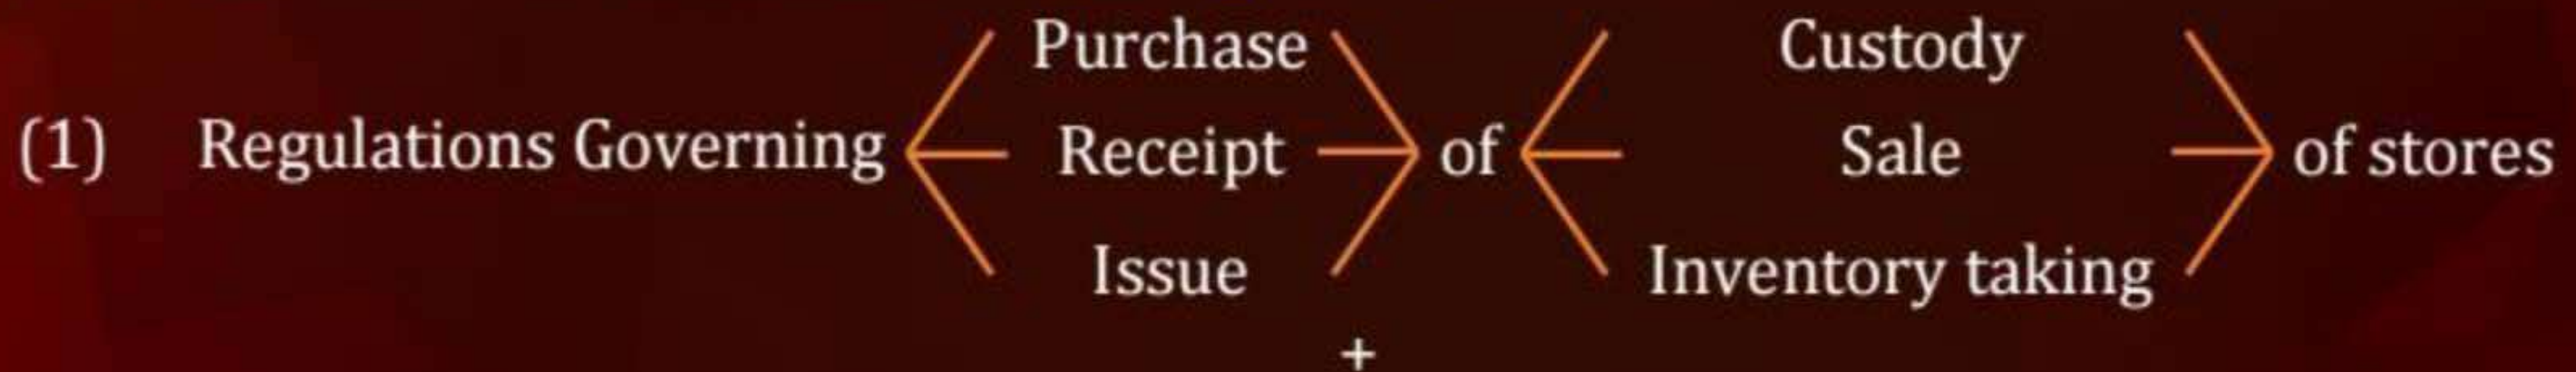 Purchase Custody
(1) Regulations Governing Receipt of Sale of stores
Issue Inventory taking
+